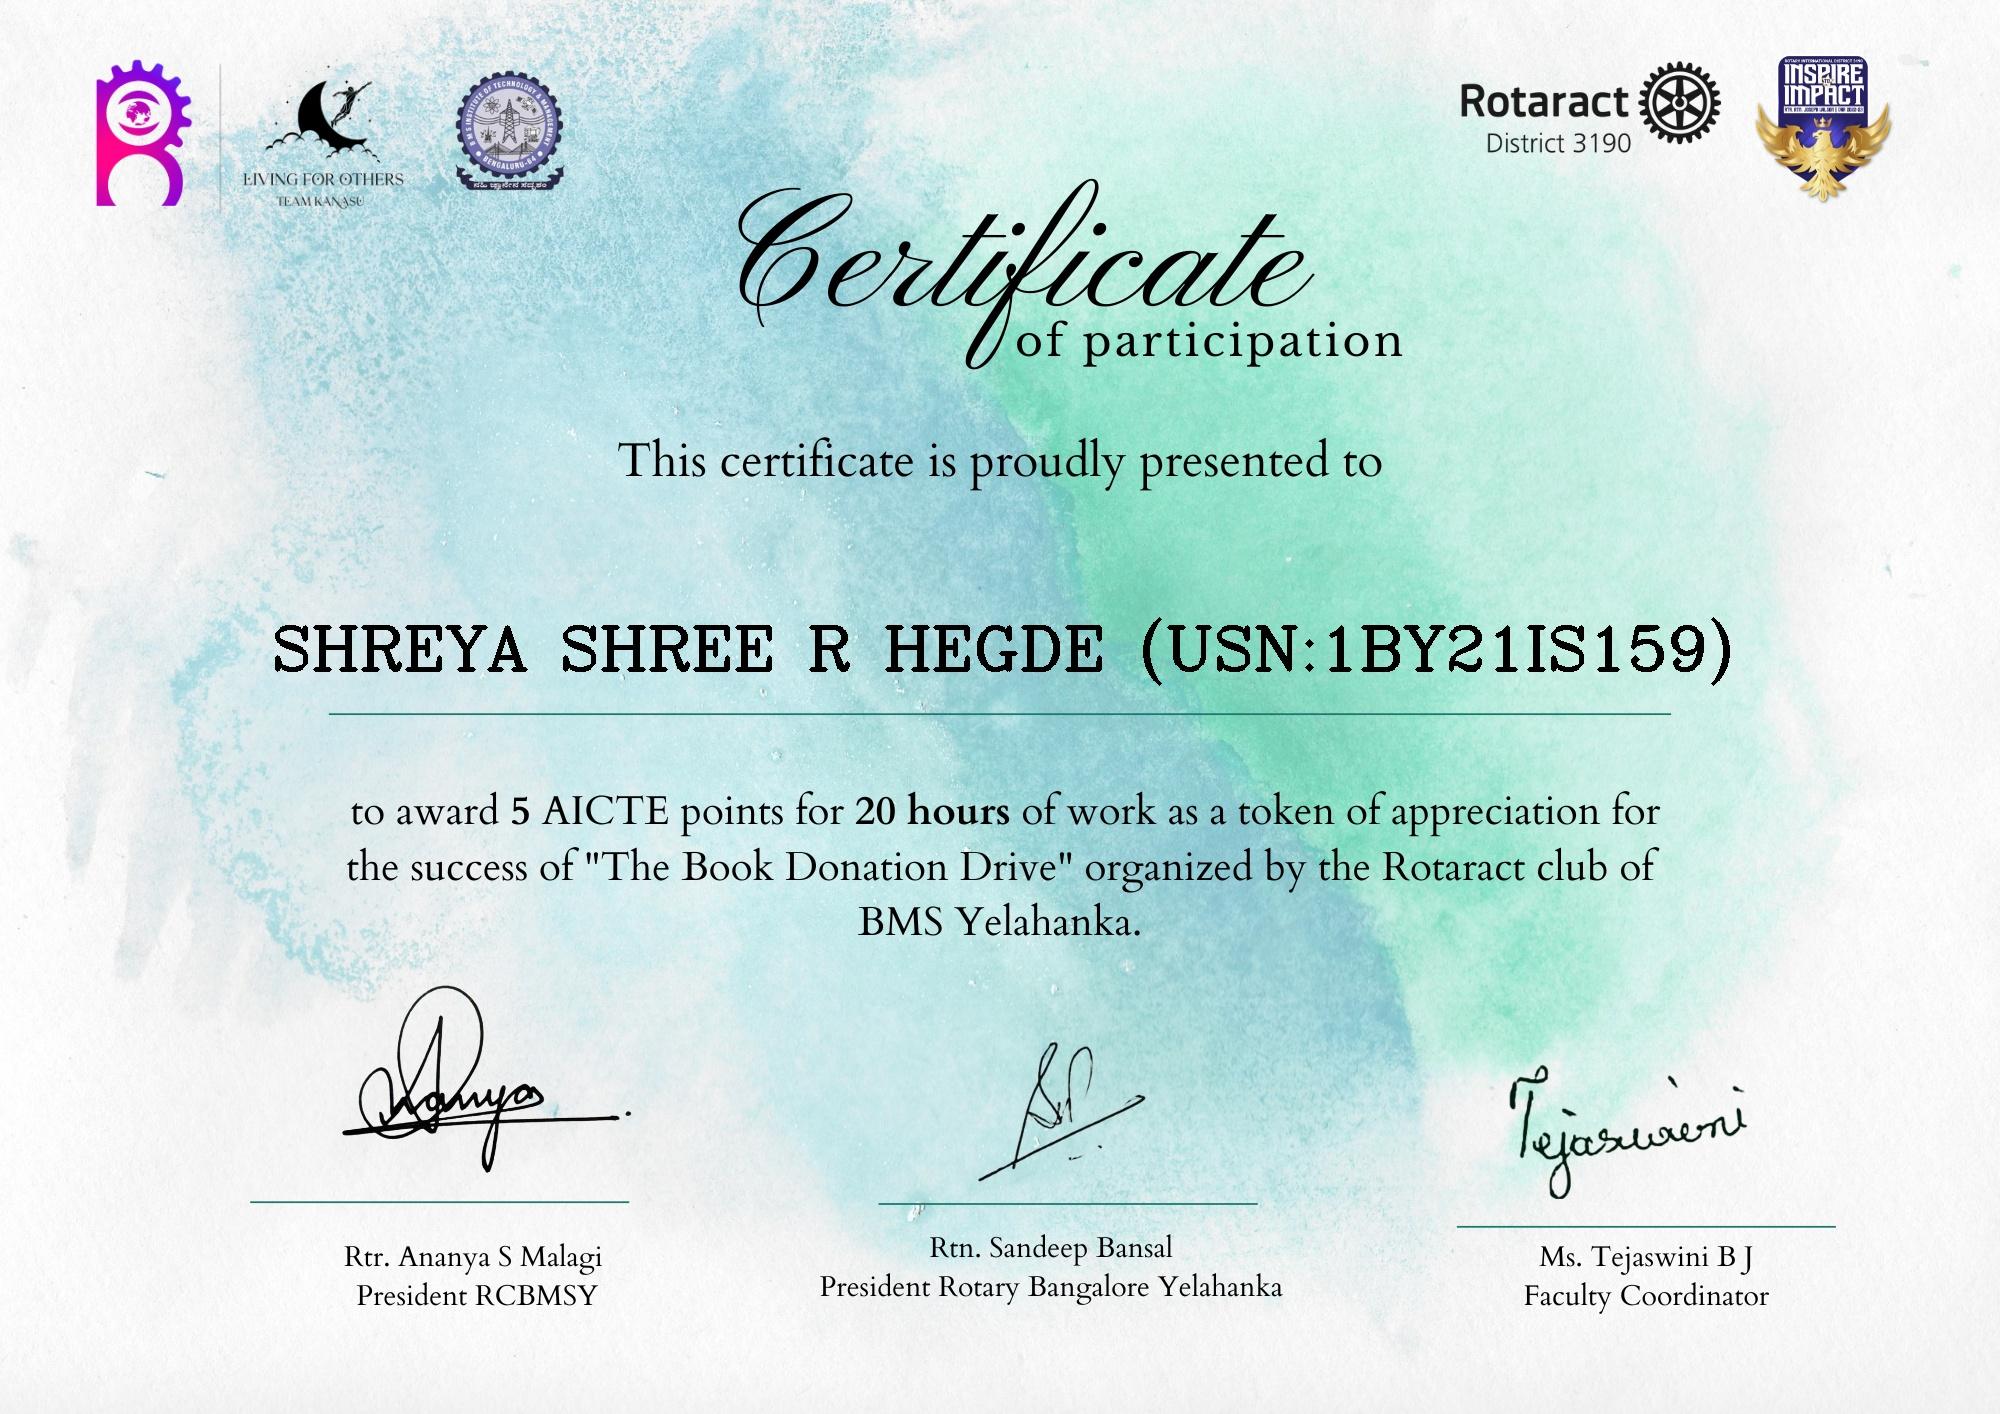 LIVING FOR OTHERS
TEAM KANASU
B M S INSTITUTE OF TECHNOLOGY & MANAGEMENT
BENGALURU-64
Rotaract
District 3190
ROTARY INTERNATIONAL DISTRICT 3190
INSPIRE
IMPACT
Certificate
of participation
This certificate is proudly presented to
SHREYA SHREE R HEGDE (USN:1BY21IS159)
to award 5 AICTE points for 20 hours of work as a token of appreciation for
the success of "The Book Donation Drive" organized by the Rotaract club of
BMS Yelahanka.
Ananya
Tejaswini
Rtr. Ananya S Malagi
President RCBMSY
Rtn. Sandeep Bansal
President Rotary Bangalore Yelahanka
Ms. Tejaswini B J
Faculty Coordinator